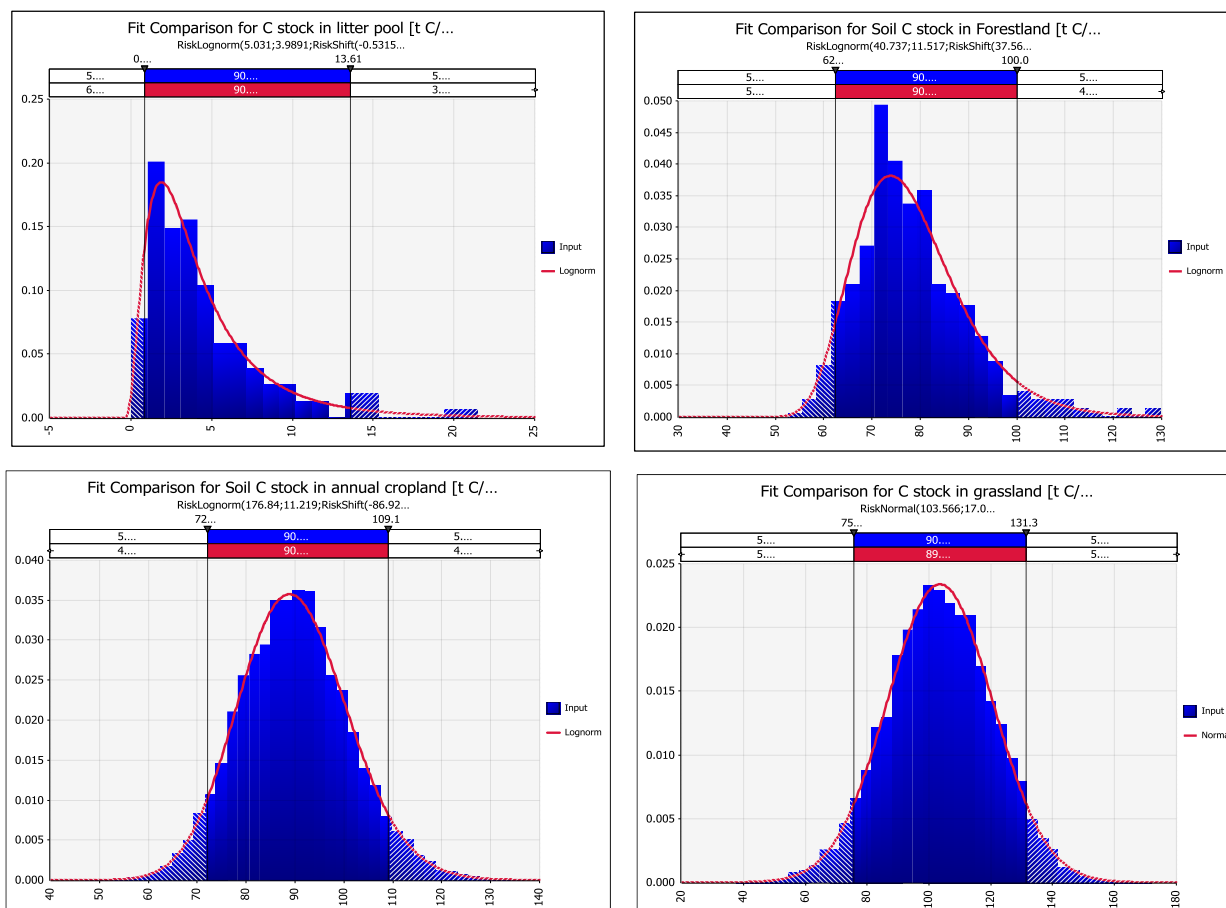 Fit Comparison for C stock in litter pool [t C/...
RiskLognorm(5.031;3.9891;RiskShift(-0.5315...
0... 13.61
5.... 90.... 5....
6.... 90.... 3....
0.25
0.20
0.15
0.10
0.05
0.00
-5 0 5 10 15 20 25
Input
Lognorm
Fit Comparison for Soil C stock in Forestland [t C/...
RiskLognorm(40.737;11.517;RiskShift(37.56...
62... 100.0
5.... 90.... 5....
5.... 90.... 4....
0.050
0.045
0.040
0.035
0.030
0.025
0.020
0.015
0.010
0.005
0.000
30 40 50 60 70 80 90 100 110 120 130
Input
Lognorm
Fit Comparison for Soil C stock in annual cropland [t C/...
RiskLognorm(176.84;11.219;RiskShift(-86.92...
72... 109.1
5.... 90.... 5....
4.... 90.... 4....
0.040
0.035
0.030
0.025
0.020
0.015
0.010
0.005
0.000
40 50 60 70 80 90 100 110 120 130 140
Input
Lognorm
Fit Comparison for C stock in grassland [t C/...
RiskNormal(103.566;17.0...
75... 131.3
5.... 90.... 5....
5.... 89.... 5....
0.025
0.020
0.015
0.010
0.005
0.000
20 40 60 80 100 120 140 160 180
Input
Norma